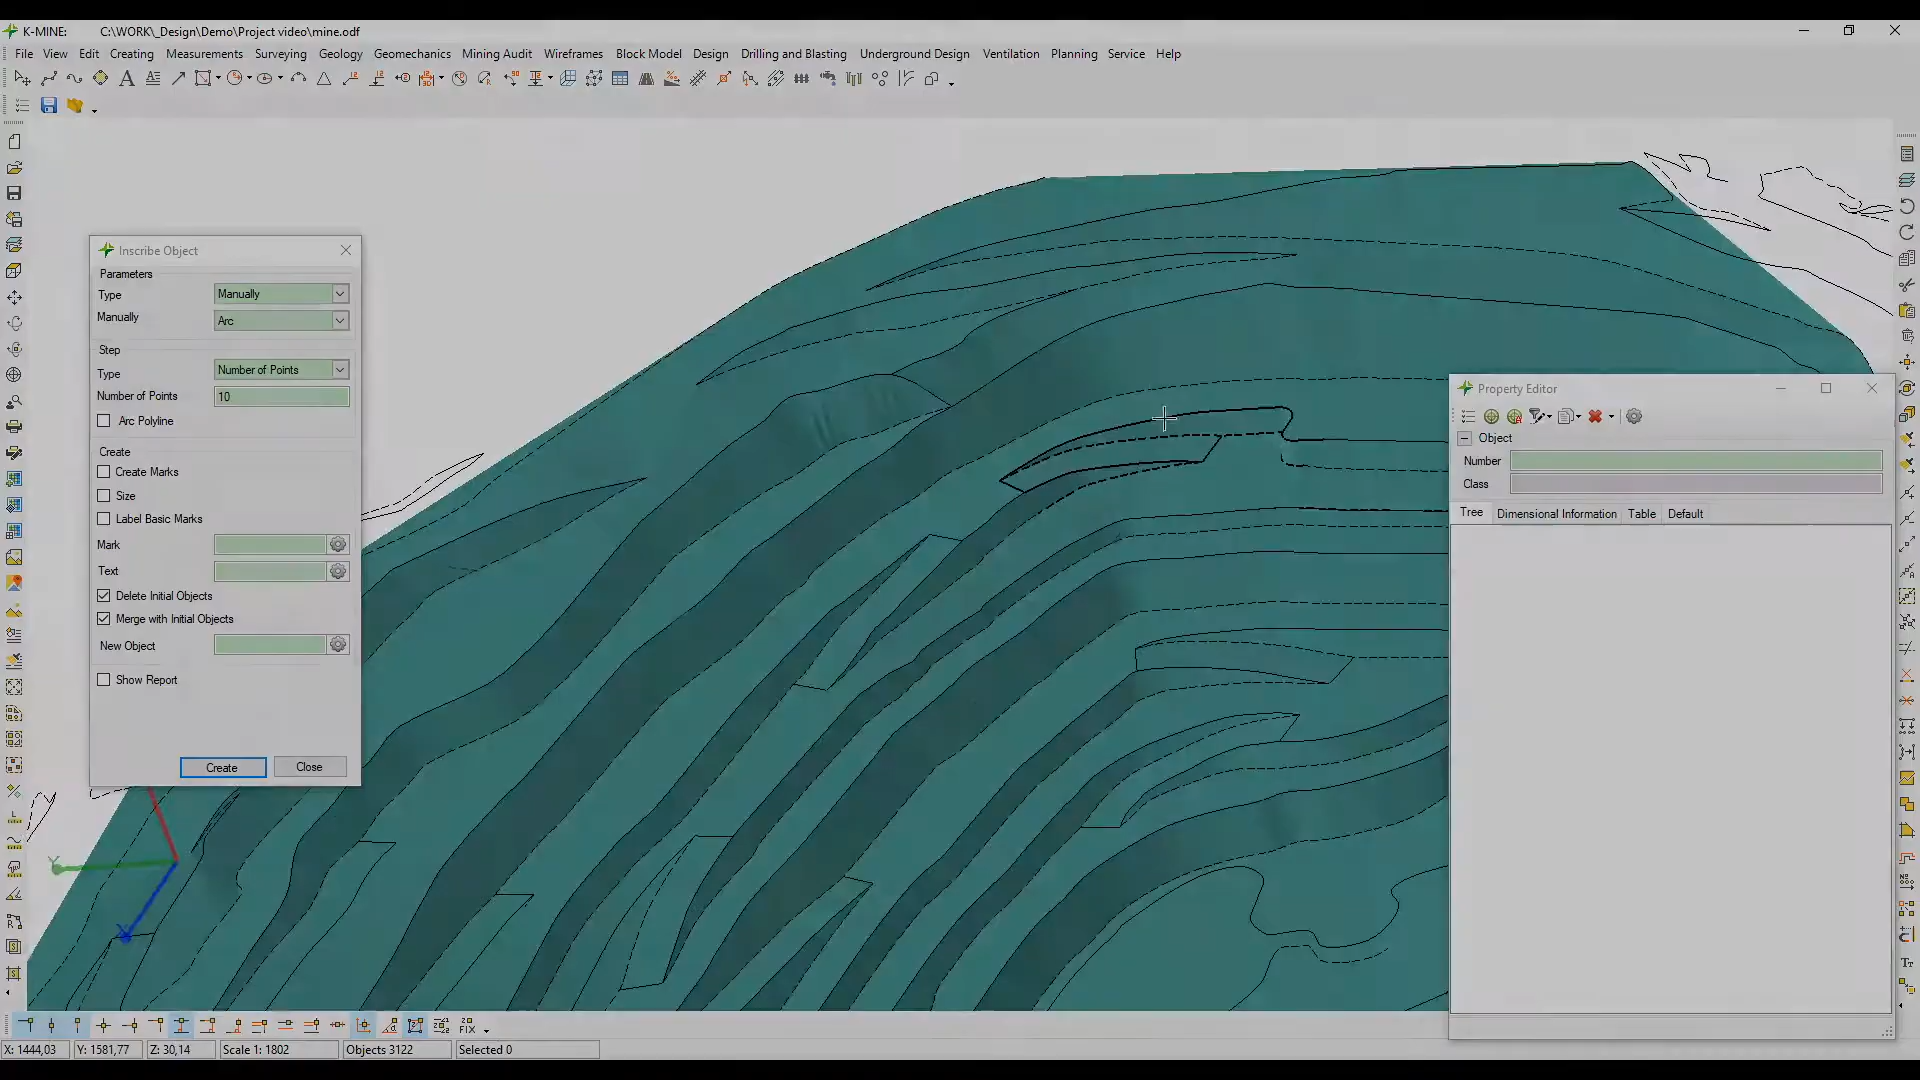 K-MINE: C:\WORK\_Design\Demo\Project video\mine.odf
File View Edit Creating Measurements Surveying Geology Geomechanics Mining Audit Wireframes Block Model Design Drilling and Blasting Underground Design Ventilation Planning Service Help
Inscribe Object
Parameters
Type Manually
Manually Arc
Step
Type Number of Points
Number of Points 10
Arc Polyline
Create
Create Marks
Size
Label Basic Marks
Mark
Text
Delete Initial Objects
Merge with Initial Objects
New Object
Show Report
Create Close
Property Editor
Object
Number
Class
Tree Dimensional Information Table Default
Y
X
FIX
X: 1444,03 Y: 1581,77 Z: 30,14 Scale 1: 1802 Objects 3122 Selected 0